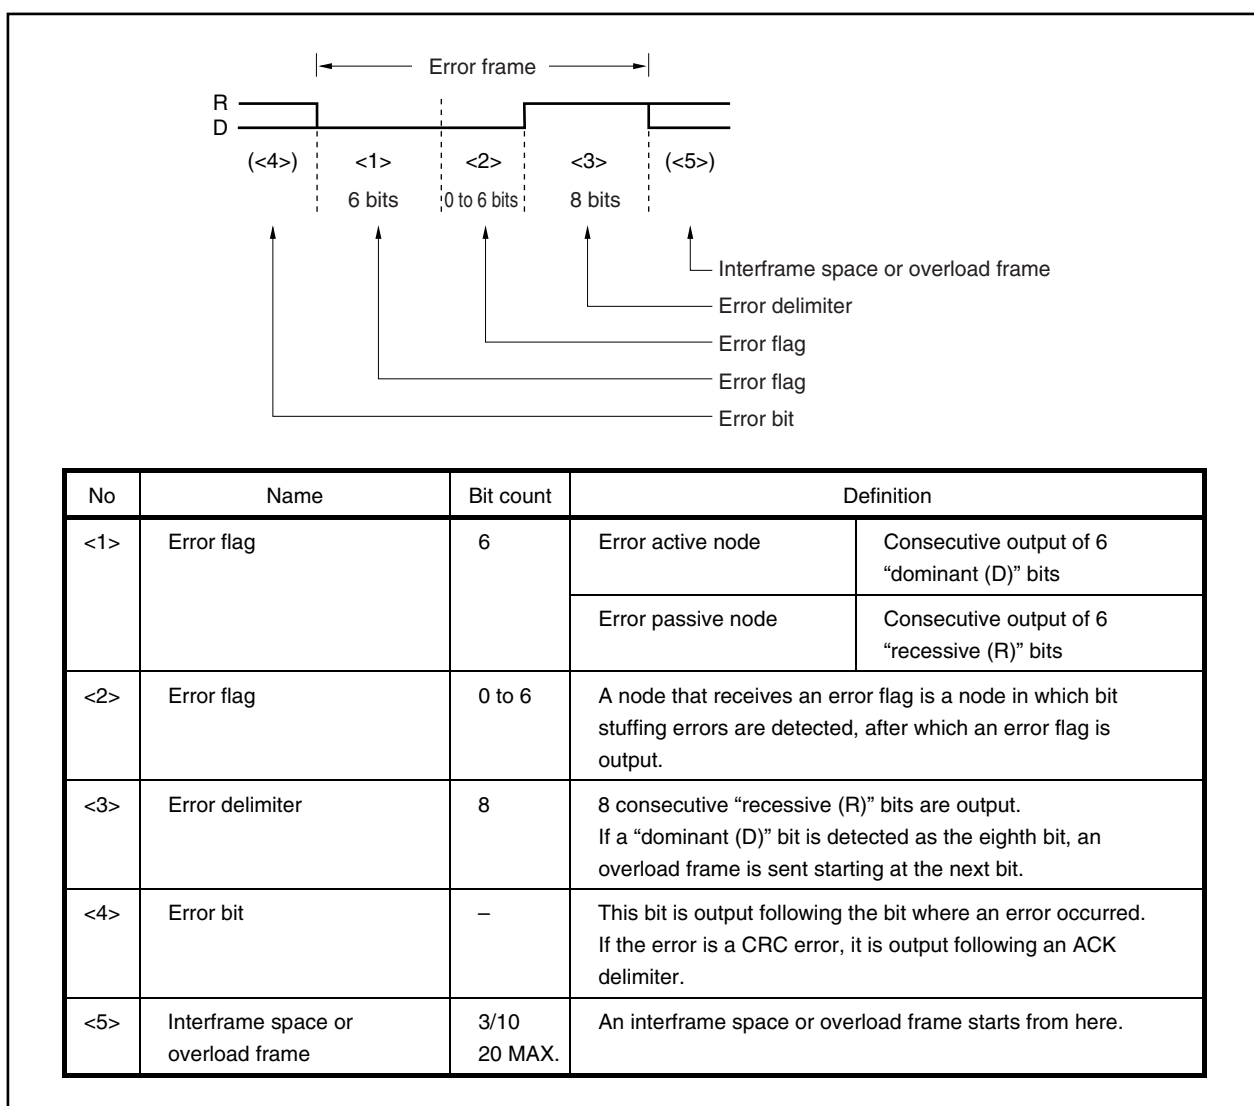 Error frame
R
D
(<4>) <1> <2> <3> (<5>)
6 bits 0 to 6 bits 8 bits
Interframe space or overload frame
Error delimiter
Error flag
Error flag
Error bit
No Name Bit count Definition
<1> Error flag 6 Error active node Consecutive output of 6
“dominant (D)” bits
Error passive node Consecutive output of 6
“recessive (R)” bits
<2> Error flag 0 to 6 A node that receives an error flag is a node in which bit
stuffing errors are detected, after which an error flag is
output.
<3> Error delimiter 8 8 consecutive “recessive (R)” bits are output.
If a “dominant (D)” bit is detected as the eighth bit, an
overload frame is sent starting at the next bit.
<4> Error bit – This bit is output following the bit where an error occurred.
If the error is a CRC error, it is output following an ACK
delimiter.
<5> Interframe space or 3/10 An interframe space or overload frame starts from here.
overload frame 20 MAX.